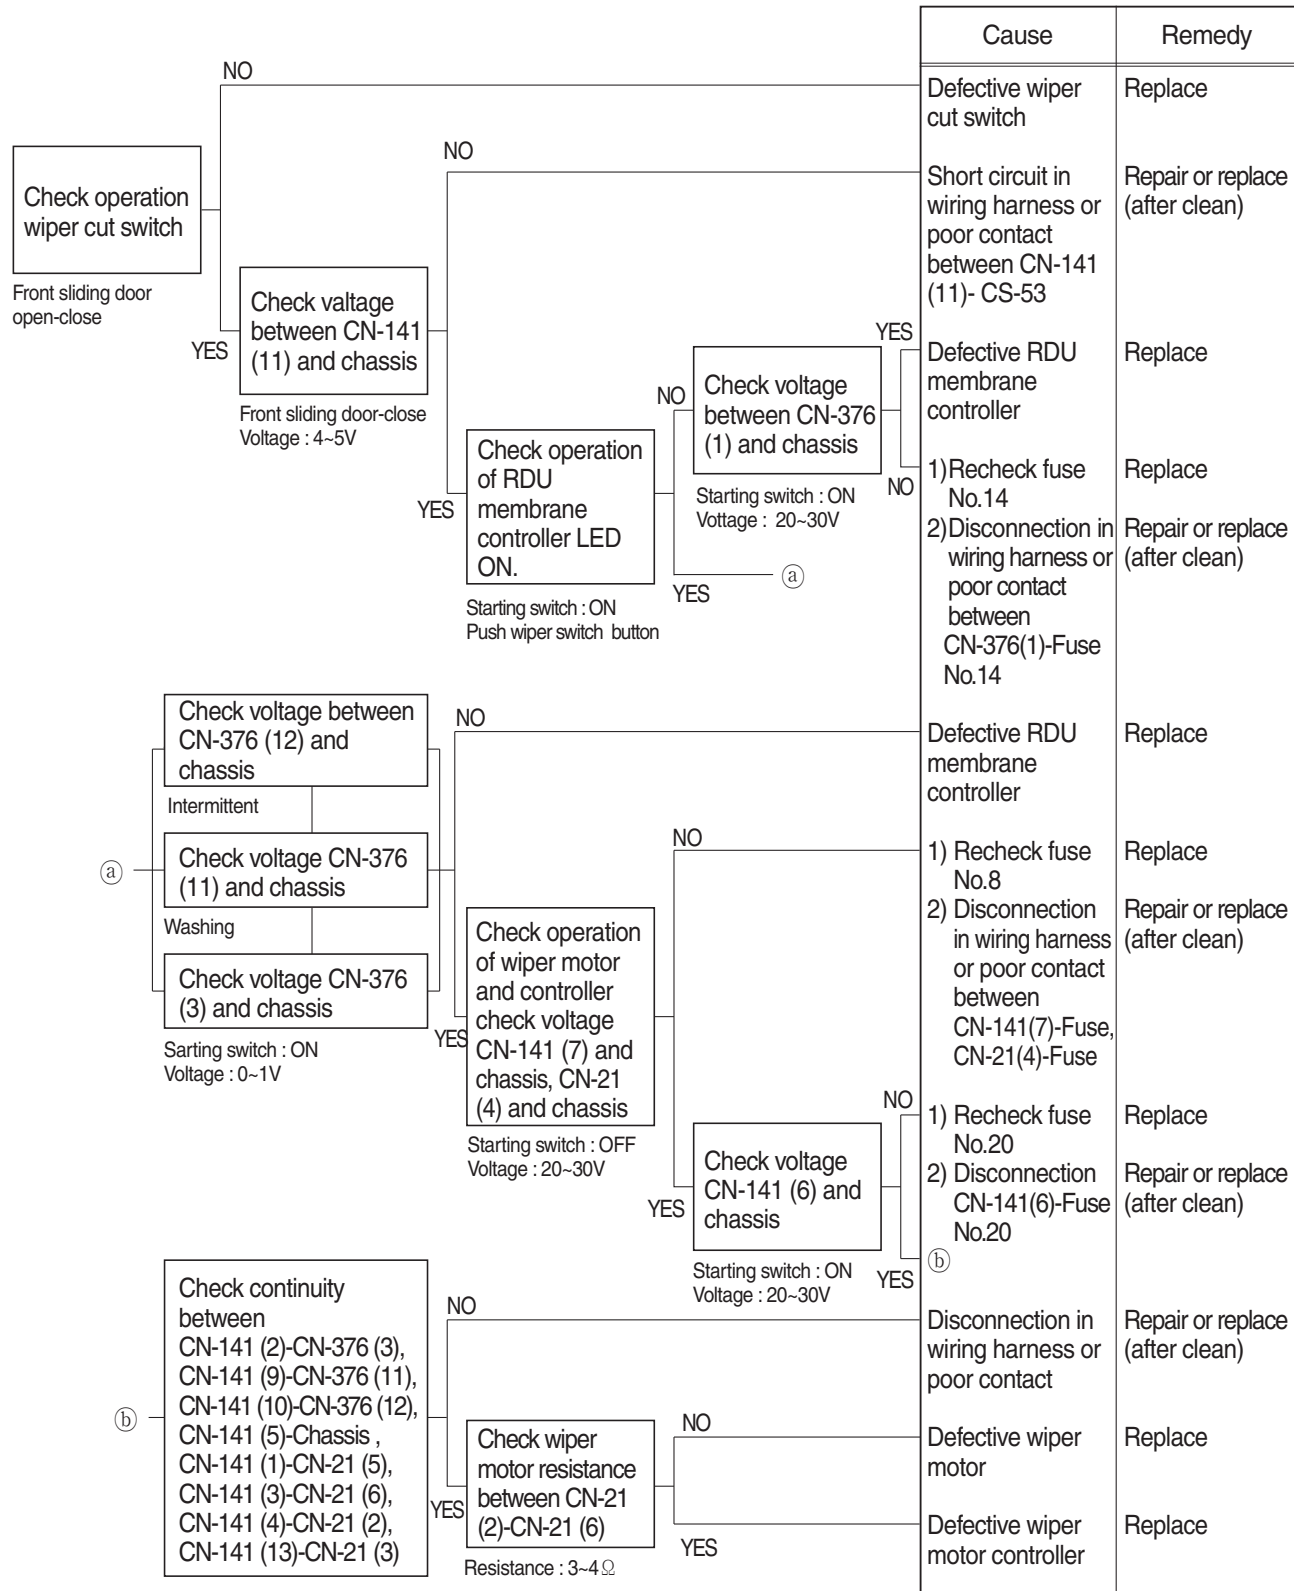 Cause
Remedy
NO
Defective wiper
cut switch
Replace
Check operation
wiper cut switch
Front sliding door
open-close
NO
Short circuit in
wiring harness or
poor contact
between CN-141
(11)- CS-53
Repair or replace
(after clean)
YES
Check valtage
between CN-141
(11) and chassis
Front sliding door-close
Voltage : 4~5V
YES
Defective RDU
membrane
controller
Replace
NO
Check voltage
between CN-376
(1) and chassis
Starting switch : ON
Vottage : 20~30V
YES
Check operation
of RDU
membrane
controller LED
ON.
Starting switch : ON
Push wiper switch button
NO
1)Recheck fuse
No.14
Replace
2)Disconnection in
wiring harness or
poor contact
between
CN-376(1)-Fuse
No.14
Repair or replace
(after clean)
YES
ⓐ
Check voltage between
CN-376 (12) and
chassis
Intermittent
NO
Defective RDU
membrane
controller
Replace
ⓐ
Check voltage CN-376
(11) and chassis
Washing
Check voltage CN-376
(3) and chassis
Sarting switch : ON
Voltage : 0~1V
YES
Check operation
of wiper motor
and controller
check voltage
CN-141 (7) and
chassis, CN-21
(4) and chassis
Starting switch : OFF
Voltage : 20~30V
NO
1) Recheck fuse
No.8
Replace
2) Disconnection
in wiring harness
or poor contact
between
CN-141(7)-Fuse,
CN-21(4)-Fuse
Repair or replace
(after clean)
YES
Check voltage
CN-141 (6) and
chassis
Starting switch : ON
Voltage : 20~30V
NO
1) Recheck fuse
No.20
Replace
2) Disconnection
CN-141(6)-Fuse
No.20
Repair or replace
(after clean)
YES
ⓑ
ⓑ
Check continuity
between
CN-141 (2)-CN-376 (3),
CN-141 (9)-CN-376 (11),
CN-141 (10)-CN-376 (12),
CN-141 (5)-Chassis ,
CN-141 (1)-CN-21 (5),
CN-141 (3)-CN-21 (6),
CN-141 (4)-CN-21 (2),
CN-141 (13)-CN-21 (3)
NO
Disconnection in
wiring harness or
poor contact
Repair or replace
(after clean)
YES
Check wiper
motor resistance
between CN-21
(2)-CN-21 (6)
Resistance : 3~4Ω
NO
Defective wiper
motor
Replace
YES
Defective wiper
motor controller
Replace